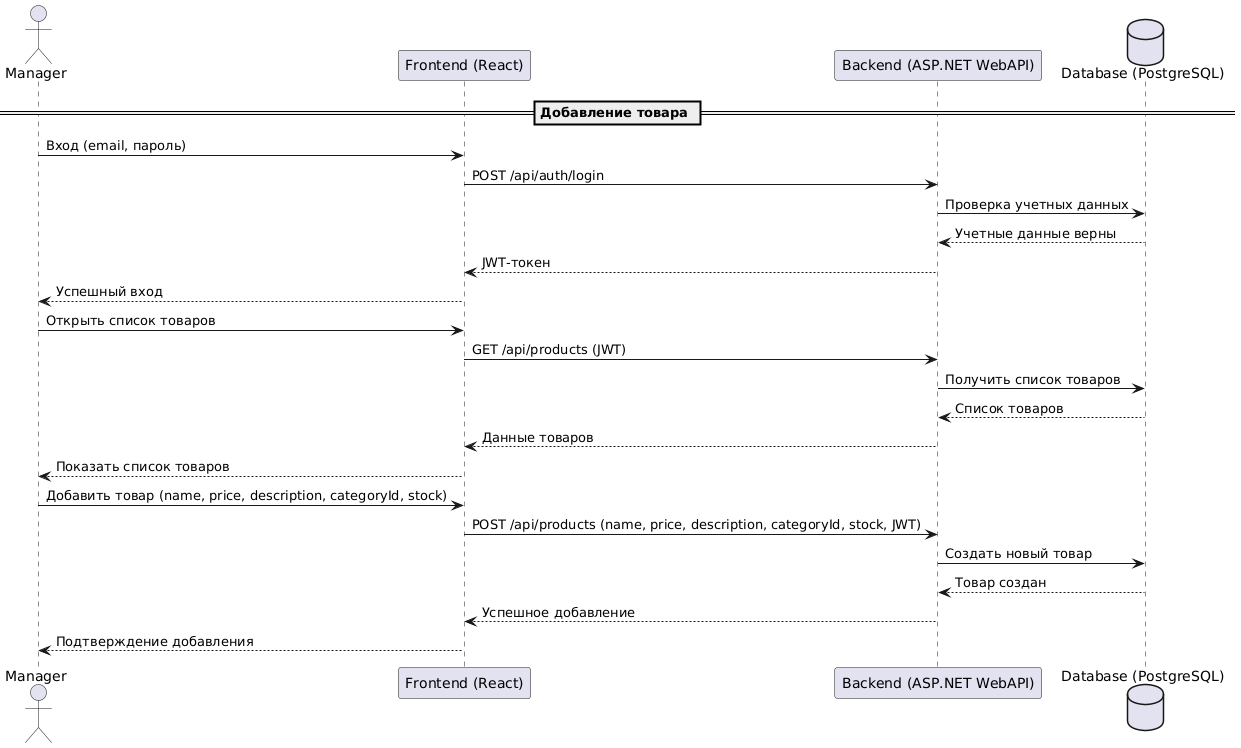 Manager
Frontend (React)
Backend (ASP.NET WebAPI)
Database (PostgreSQL)
Добавление товара
Вход (email, пароль)
POST /api/auth/login
Проверка учетных данных
Учетные данные верны
JWT-токен
Успешный вход
Открыть список товаров
GET /api/products (JWT)
Получить список товаров
Список товаров
Данные товаров
Показать список товаров
Добавить товар (name, price, description, categoryId, stock)
POST /api/products (name, price, description, categoryId, stock, JWT)
Создать новый товар
Товар создан
Успешное добавление
Подтверждение добавления
Manager
Frontend (React)
Backend (ASP.NET WebAPI)
Database (PostgreSQL)